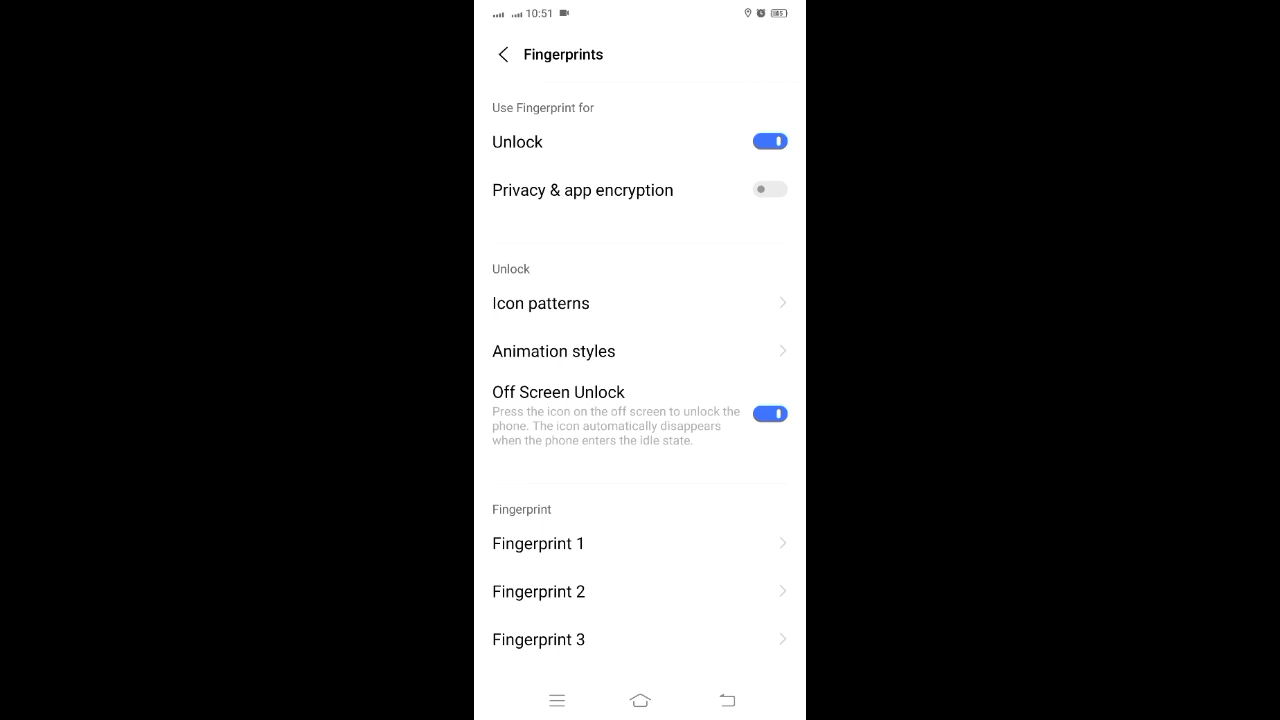 10:51
Fingerprints
Use Fingerprint for
Unlock
Privacy & app encryption
Unlock
Icon patterns
Animation styles
Off Screen Unlock
Press the icon on the off screen to unlock the
phone. The icon automatically disappears
when the phone enters the idle state.
Fingerprint
Fingerprint 1
Fingerprint 2
Fingerprint 3